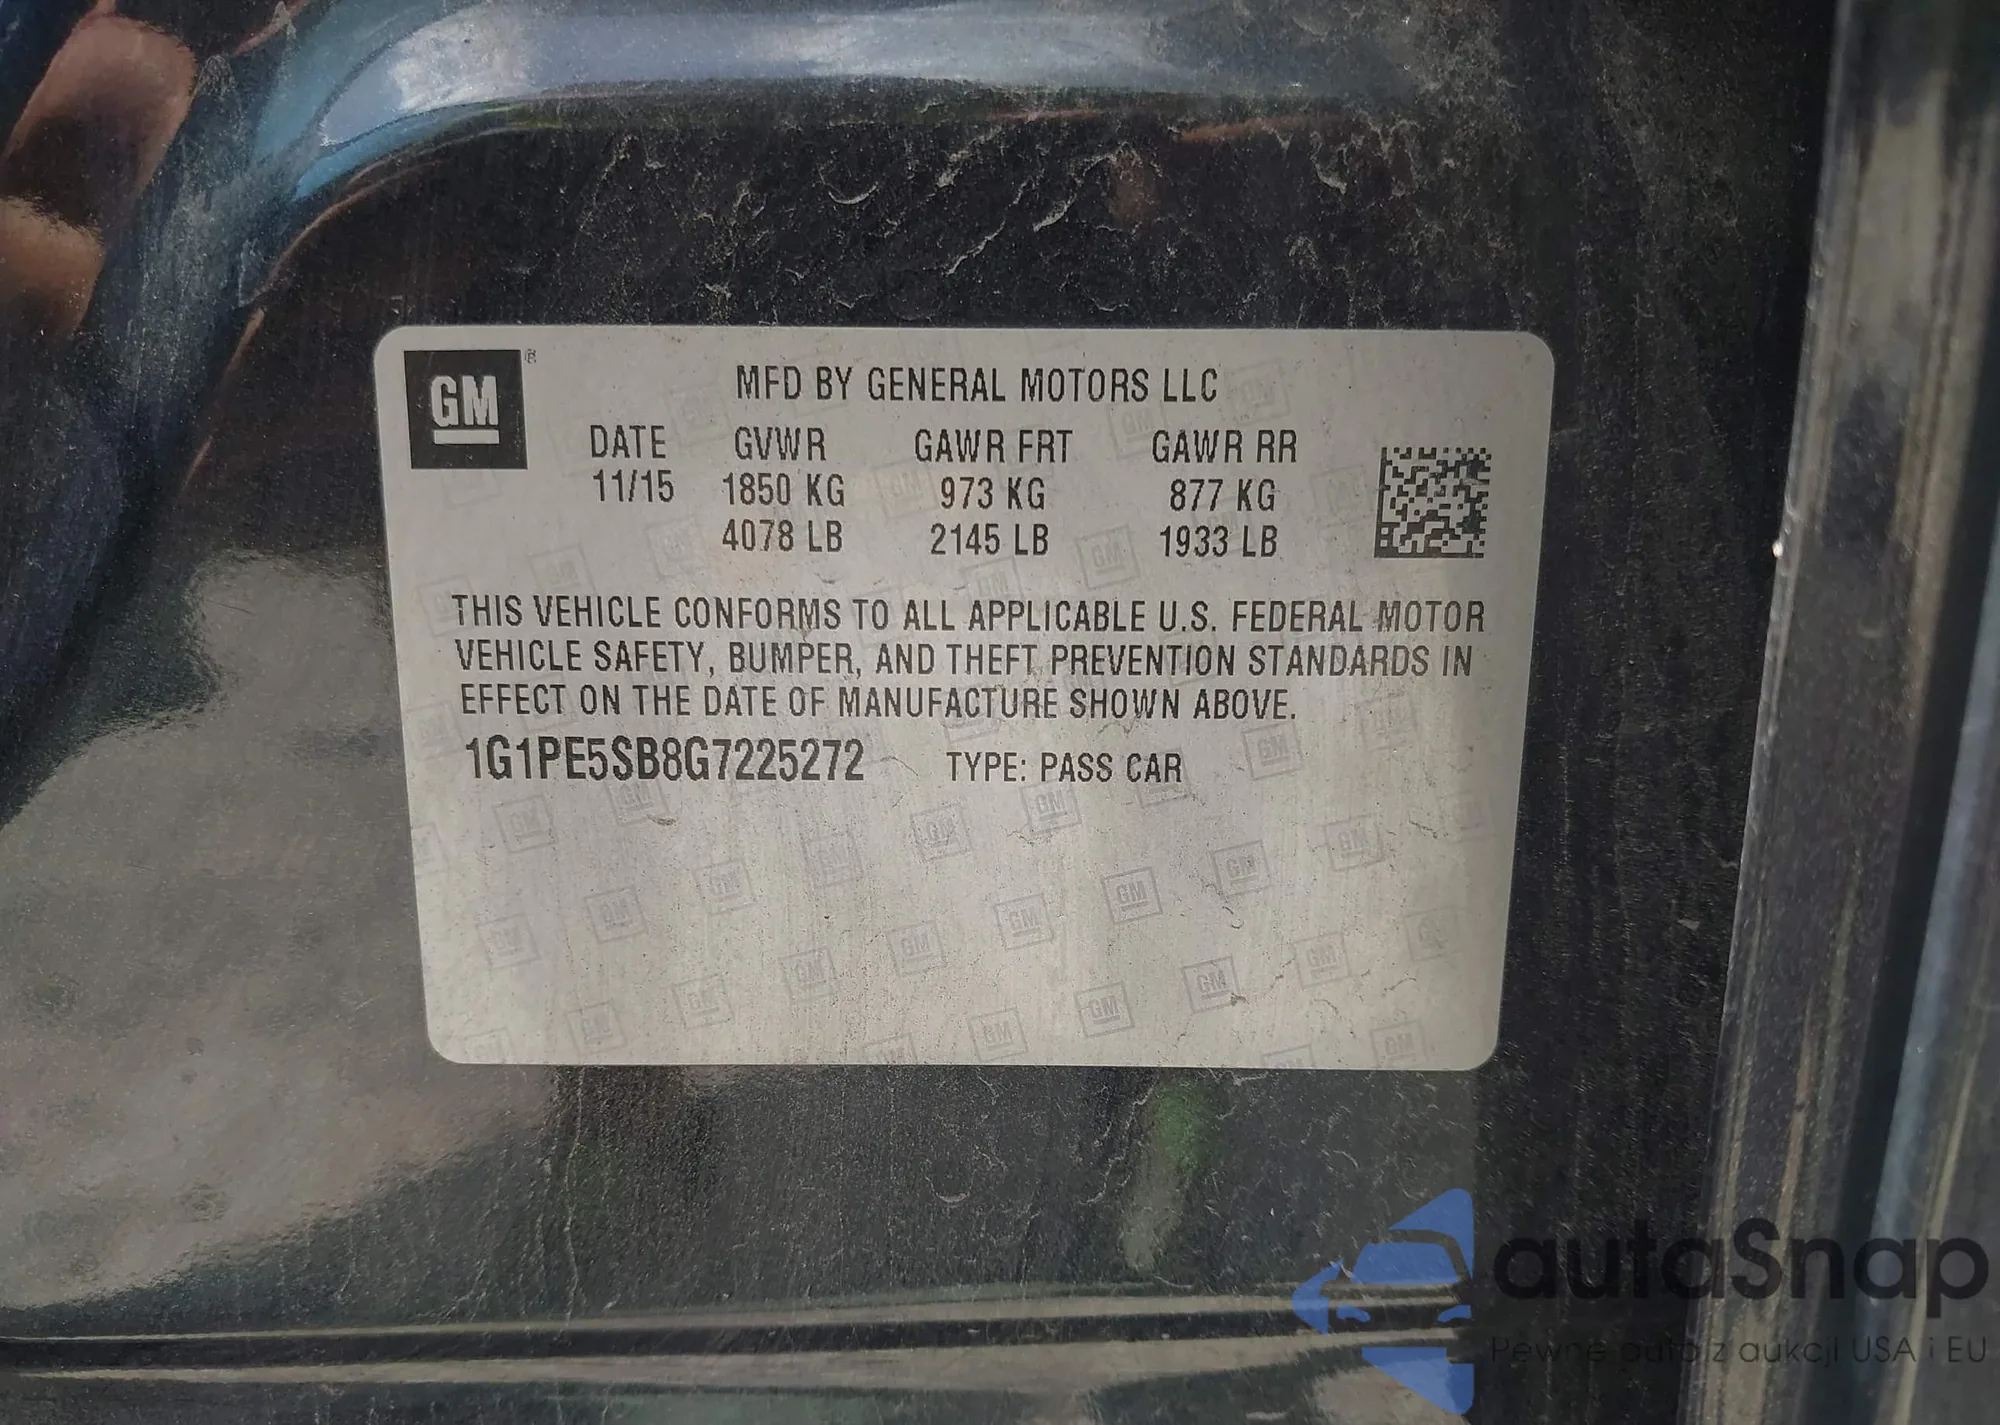 GM ®
MFD BY GENERAL MOTORS LLC
DATE GVWR GAWR FRT GAWR RR
11/15 1850 KG 973 KG 877 KG
4078 LB 2145 LB 1933 LB
THIS VEHICLE CONFORMS TO ALL APPLICABLE U.S. FEDERAL MOTOR
VEHICLE SAFETY, BUMPER, AND THEFT PREVENTION STANDARDS IN
EFFECT ON THE DATE OF MANUFACTURE SHOWN ABOVE.
1G1PE5SB8G7225272 TYPE: PASS CAR
autaSnap
Pewne auto z aukcji USA i EU